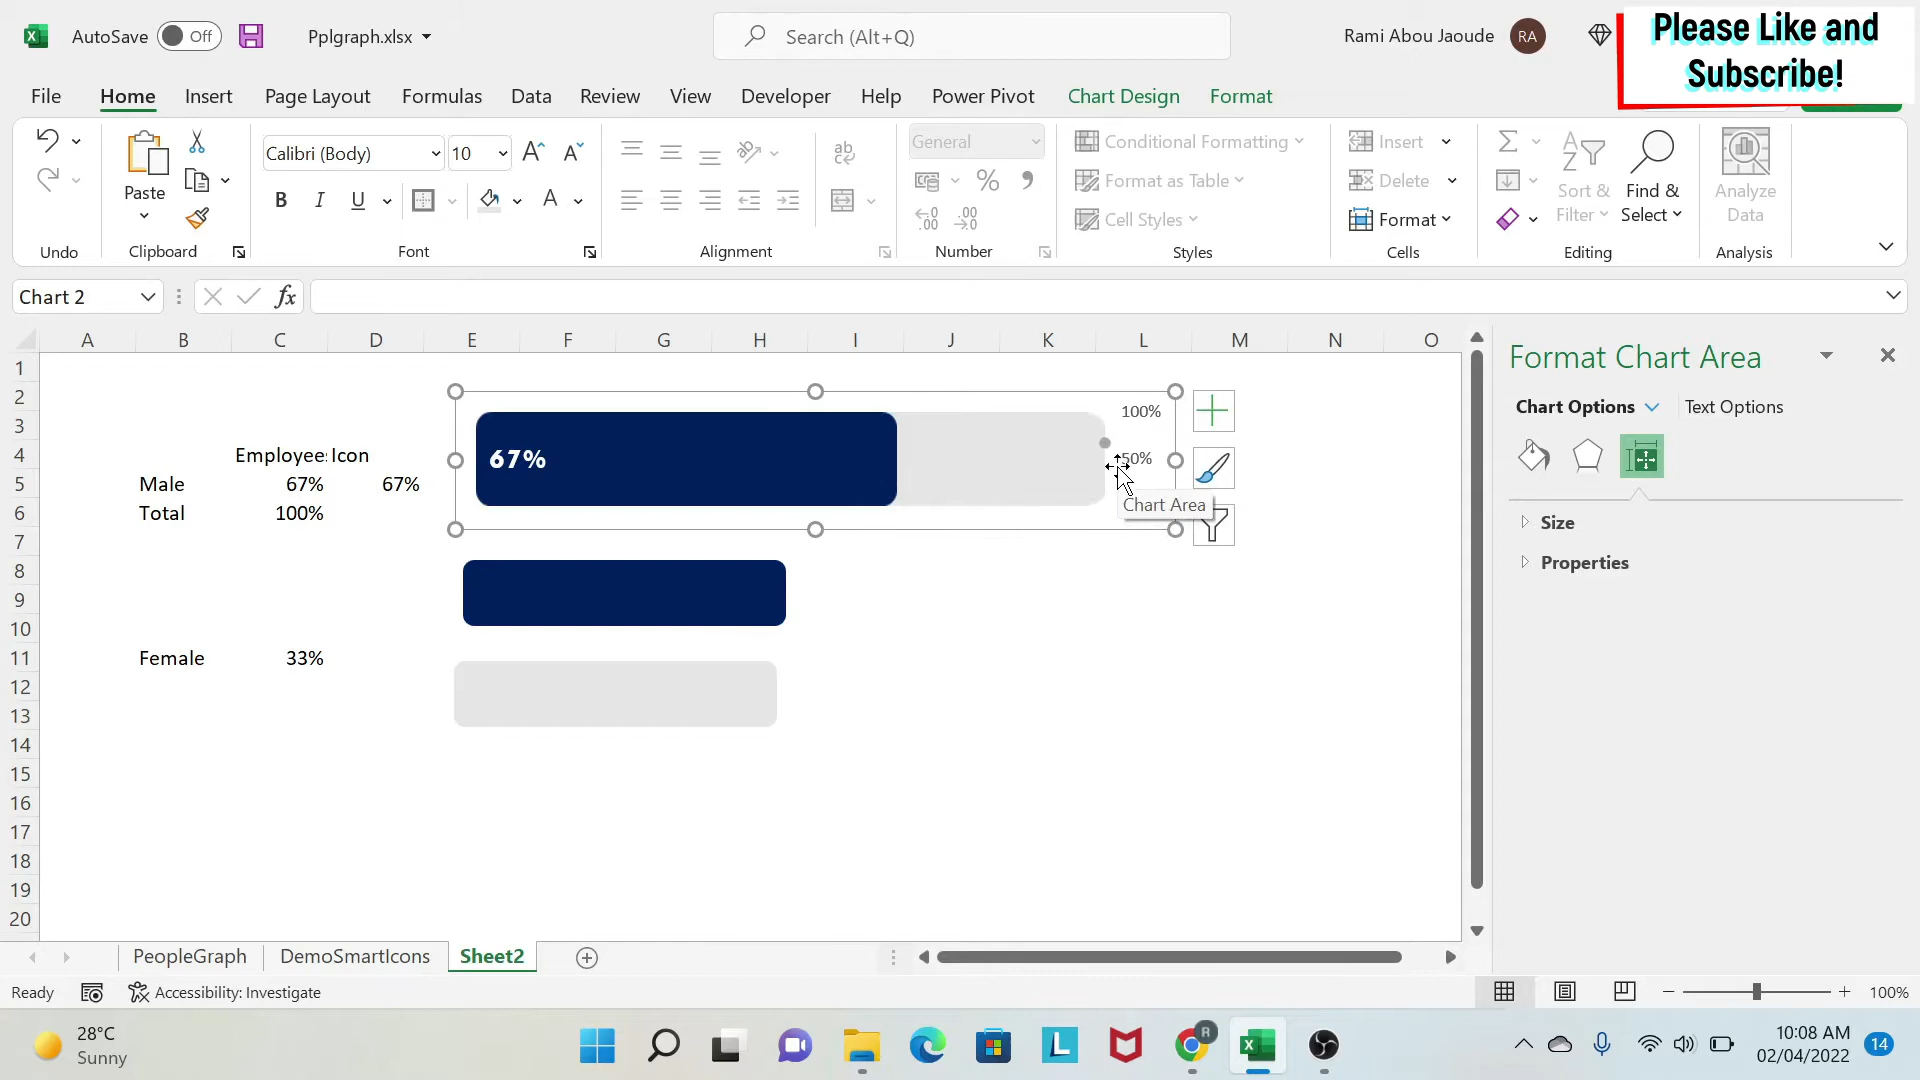 AutoSave Off Pplgraph.xlsx Search (Alt+Q) Rami Abou Jaoude RA
Please Like and
Subscribe!
File Home Insert Page Layout Formulas Data Review View Developer Help Power Pivot Chart Design Format
Paste
Calibri (Body) 10
B I U A
General
% 9
Conditional Formatting
Format as Table
Cell Styles
Insert
Delete
Format
Sort &
Filter
Find &
Select
Analyze
Data
Undo Clipboard Font Alignment Number Styles Cells Editing Analysis
Chart 2 fx
A B C D E F G H I J K L M N O
1
2
3
4 Employee: Icon
5 Male 67% 67%
6 Total 100%
7
8
9
10
11 Female 33%
12
13
14
15
16
17
18
19
20
67%
100%
50%
Chart Area
Format Chart Area
Chart Options Text Options
Size
Properties
PeopleGraph DemoSmartIcons Sheet2
Ready Accessibility: Investigate 100%
28°C
Sunny
10:08 AM
02/04/2022
14